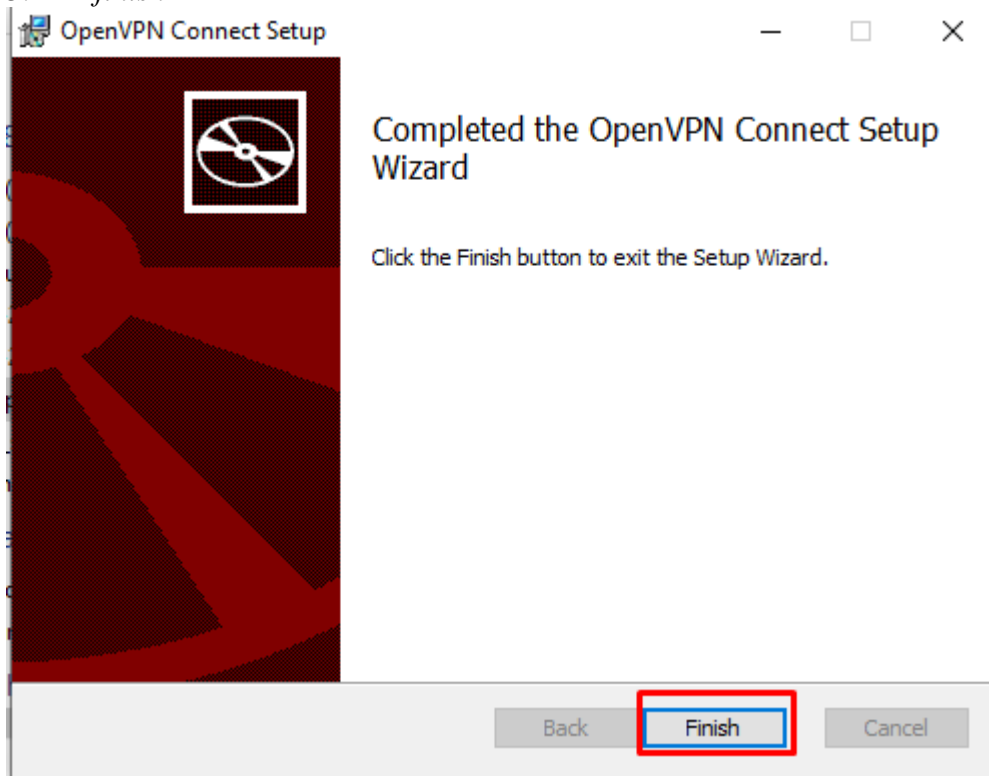 OpenVPN Connect Setup
Completed the OpenVPN Connect Setup
Wizard
Click the Finish button to exit the Setup Wizard.
Back
Finish
Cancel